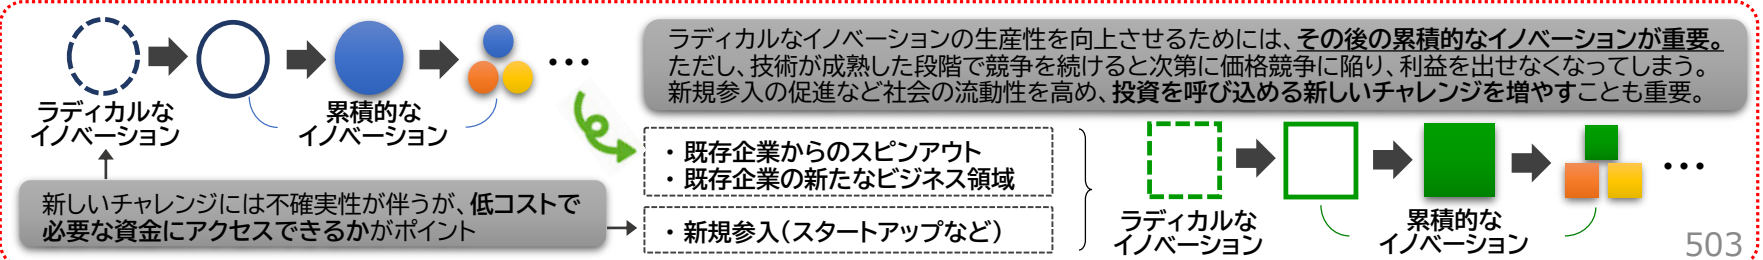 ラディカルな
イノベーション
累積的な
イノベーション
・・・
ラディカルなイノベーションの生産性を向上させるためには、その後の累積的なイノベーションが重要。
ただし、技術が成熟した段階で競争を続けると次第に価格競争に陥り、利益を出せなくなってしまう。
新規参入の促進など社会の流動性を高め、投資を呼び込める新しいチャレンジを増やすことも重要。
新しいチャレンジには不確実性が伴うが、低コストで
必要な資金にアクセスできるかがポイント
・既存企業からのスピンアウト
・既存企業の新たなビジネス領域
・新規参入(スタートアップなど)
ラディカルな
イノベーション
累積的な
イノベーション
・・・
503